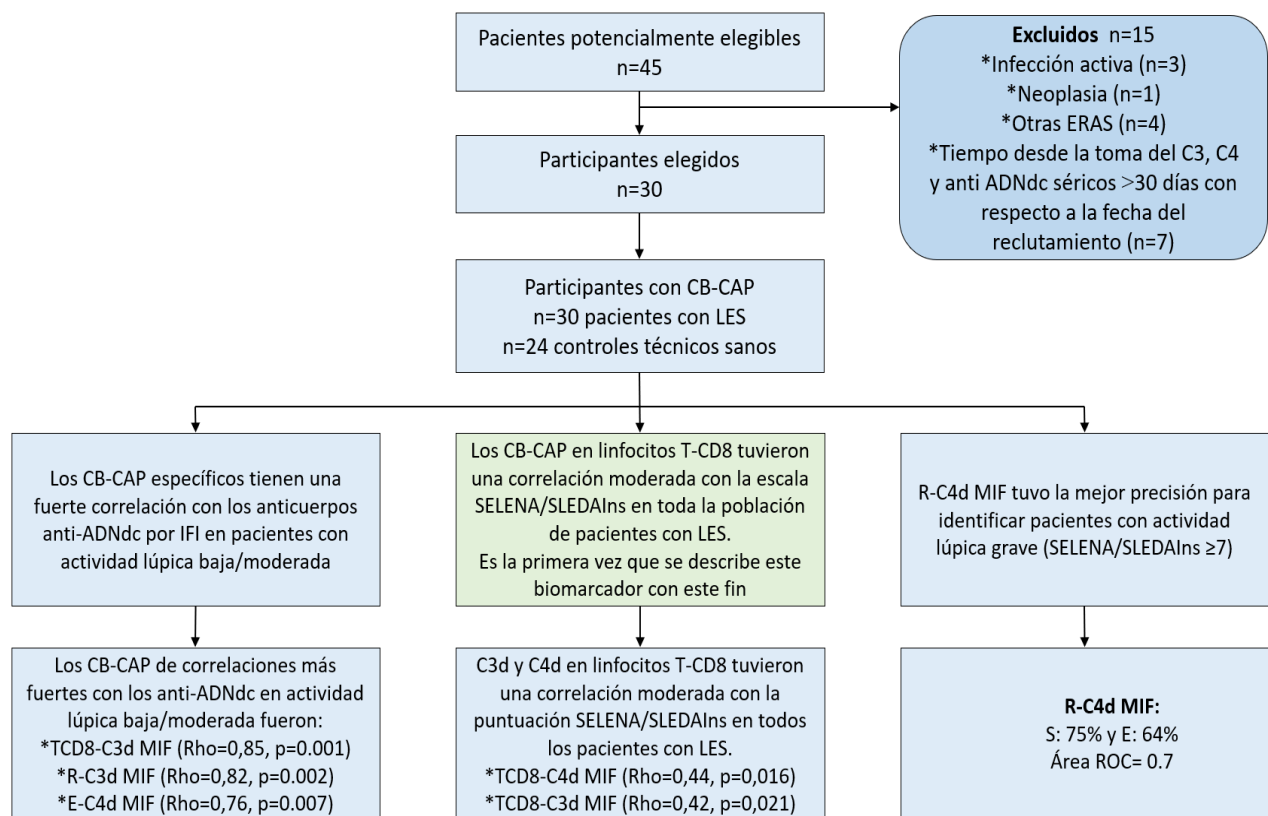 Pacientes potencialmente elegibles
n=45
Excluidos n=15
*Infección activa (n=3)
*Neoplasia (n=1)
*Otras ERAS (n=4)
*Tiempo desde la toma del C3, C4
y anti ADNdc séricos >30 días con
respecto a la fecha del
reclutamiento (n=7)
Participantes elegidos
n=30
Participantes con CB-CAP
n=30 pacientes con LES
n=24 controles técnicos sanos
Los CB-CAP específicos tienen una
fuerte correlación con los anticuerpos
anti-ADNdc por IFI en pacientes con
actividad lúpica baja/moderada
Los CB-CAP en linfocitos T-CD8 tuvieron
una correlación moderada con la escala
SELENA/SLEDAIns en toda la población
de pacientes con LES.
Es la primera vez que se describe este
biomarcador con este fin
R-C4d MIF tuvo la mejor precisión para
identificar pacientes con actividad
lúpica grave (SELENA/SLEDAIns ≥7)
Los CB-CAP de correlaciones más
fuertes con los anti-ADNdc en actividad
lúpica baja/moderada fueron:
*TCD8-C3d MIF (Rho=0,85, p=0.001)
*R-C3d MIF (Rho=0,82, p=0.002)
*E-C4d MIF (Rho=0,76, p=0.007)
C3d y C4d en linfocitos T-CD8 tuvieron
una correlación moderada con la
puntuación SELENA/SLEDAIns en todos
los pacientes con LES.
*TCD8-C4d MIF (Rho=0,44, p=0,016)
*TCD8-C3d MIF (Rho=0,42, p=0,021)
R-C4d MIF:
S: 75% y E: 64%
Área ROC= 0.7